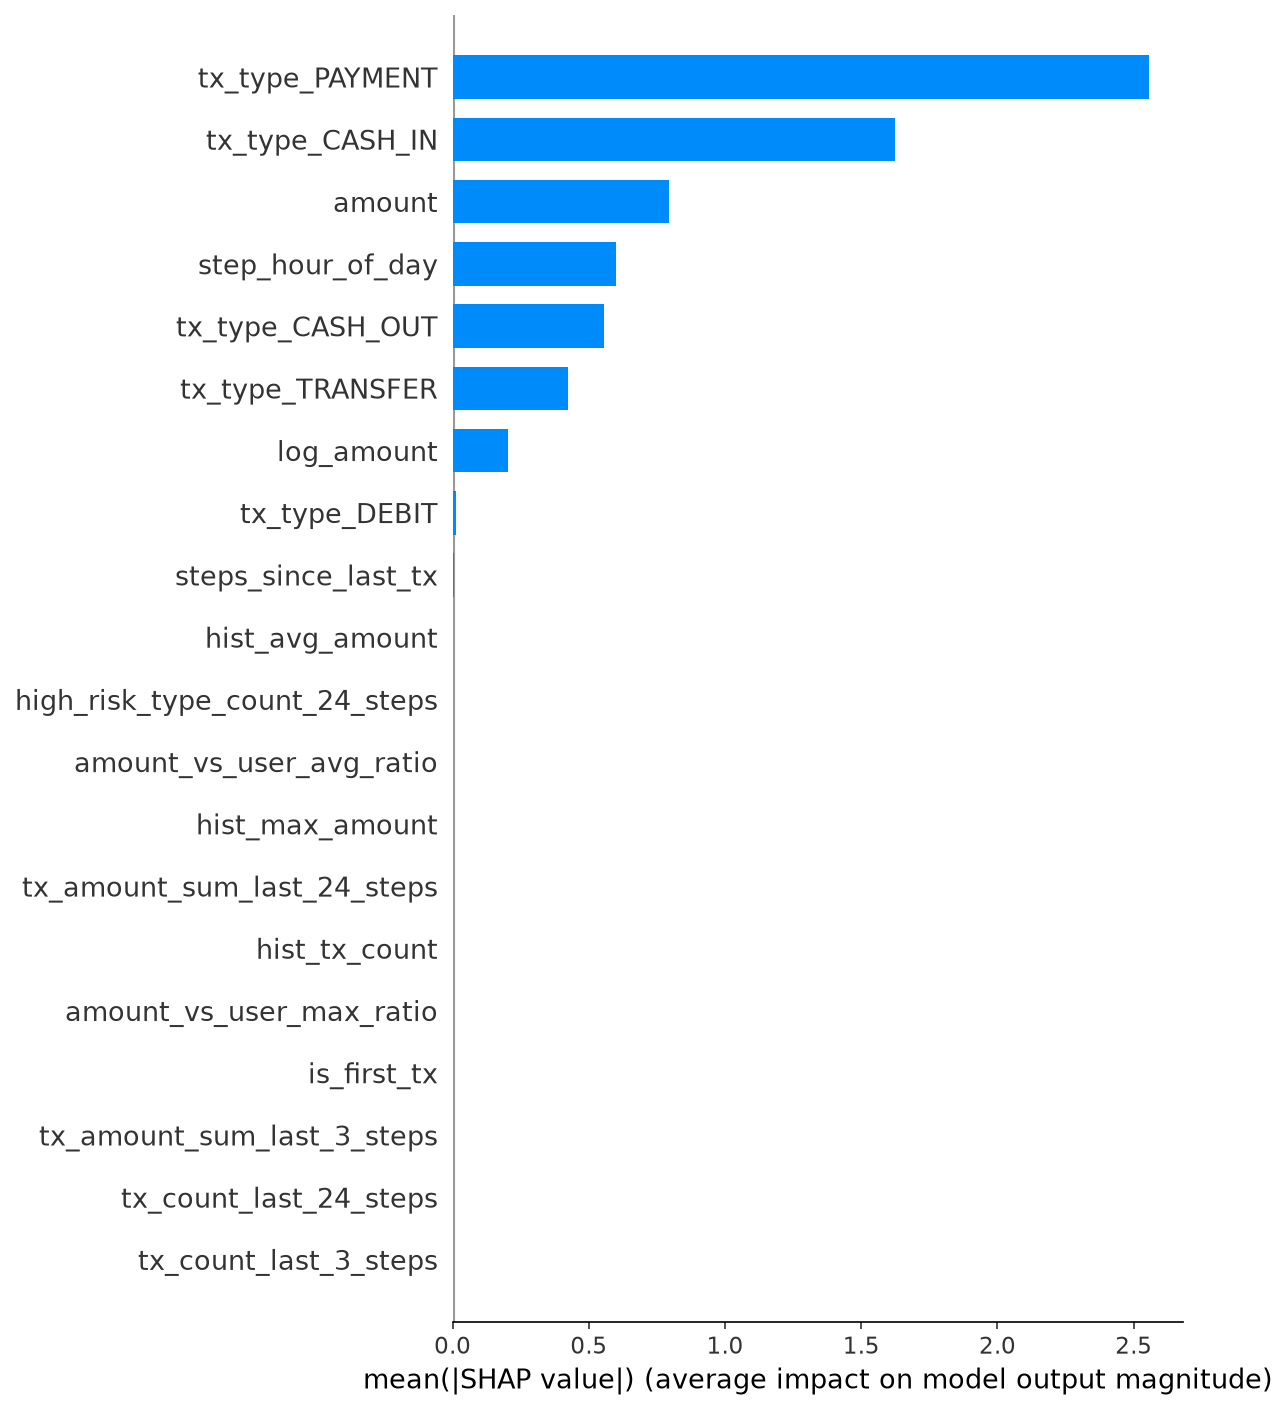 tx_type_PAYMENT
tx_type_CASH_IN
amount
step_hour_of_day
tx_type_CASH_OUT
tx_type_TRANSFER
log_amount
tx_type_DEBIT
steps_since_last_tx
hist_avg_amount
high_risk_type_count_24_steps
amount_vs_user_avg_ratio
hist_max_amount
tx_amount_sum_last_24_steps
hist_tx_count
amount_vs_user_max_ratio
is_first_tx
tx_amount_sum_last_3_steps
tx_count_last_24_steps
tx_count_last_3_steps
0.0 0.5 1.0 1.5 2.0 2.5
mean(|SHAP value|) (average impact on model output magnitude)